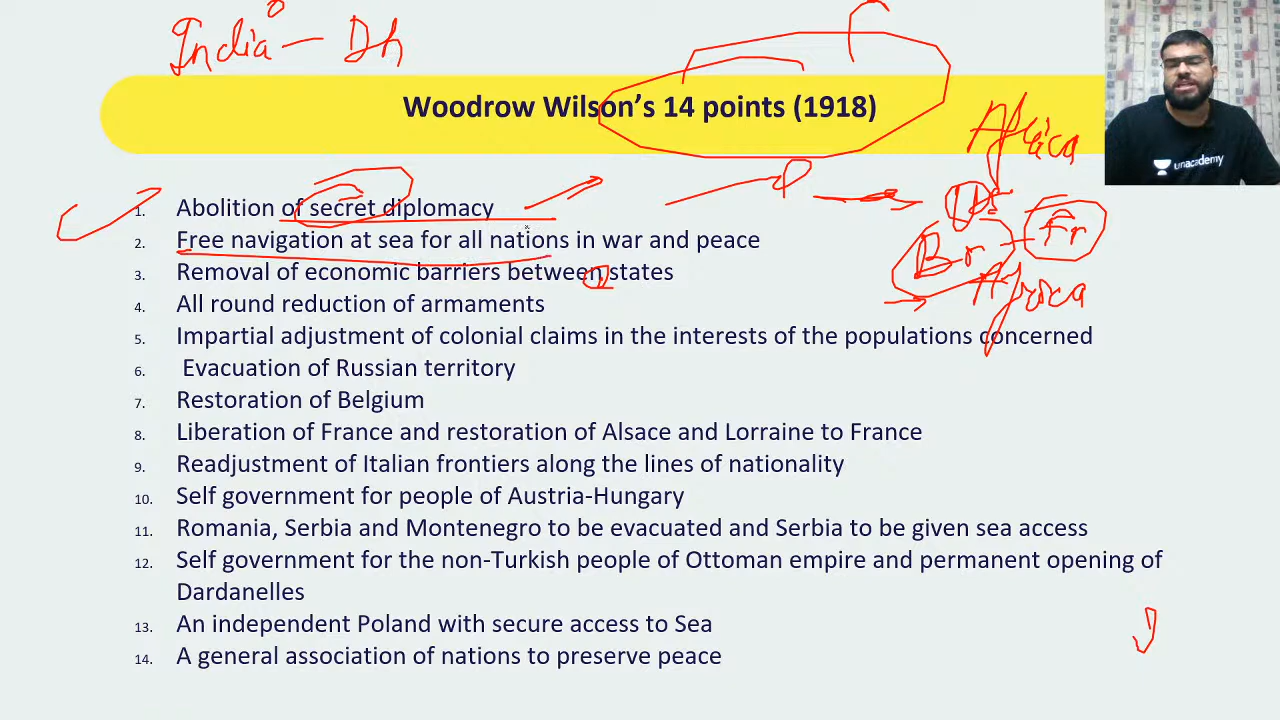 India - Dh
Woodrow Wilson's 14 points (1918)
Africa
unacademy
1. Abolition of secret diplomacy
Br - Fr
2. Free navigation at sea for all nations in war and peace
3. Removal of economic barriers between states
Africa
4. All round reduction of armaments
5. Impartial adjustment of colonial claims in the interests of the populations concerned
6. Evacuation of Russian territory
7. Restoration of Belgium
8. Liberation of France and restoration of Alsace and Lorraine to France
9. Readjustment of Italian frontiers along the lines of nationality
10. Self government for people of Austria-Hungary
11. Romania, Serbia and Montenegro to be evacuated and Serbia to be given sea access
12. Self government for the non-Turkish people of Ottoman empire and permanent opening of
Dardanelles
13. An independent Poland with secure access to Sea
14. A general association of nations to preserve peace